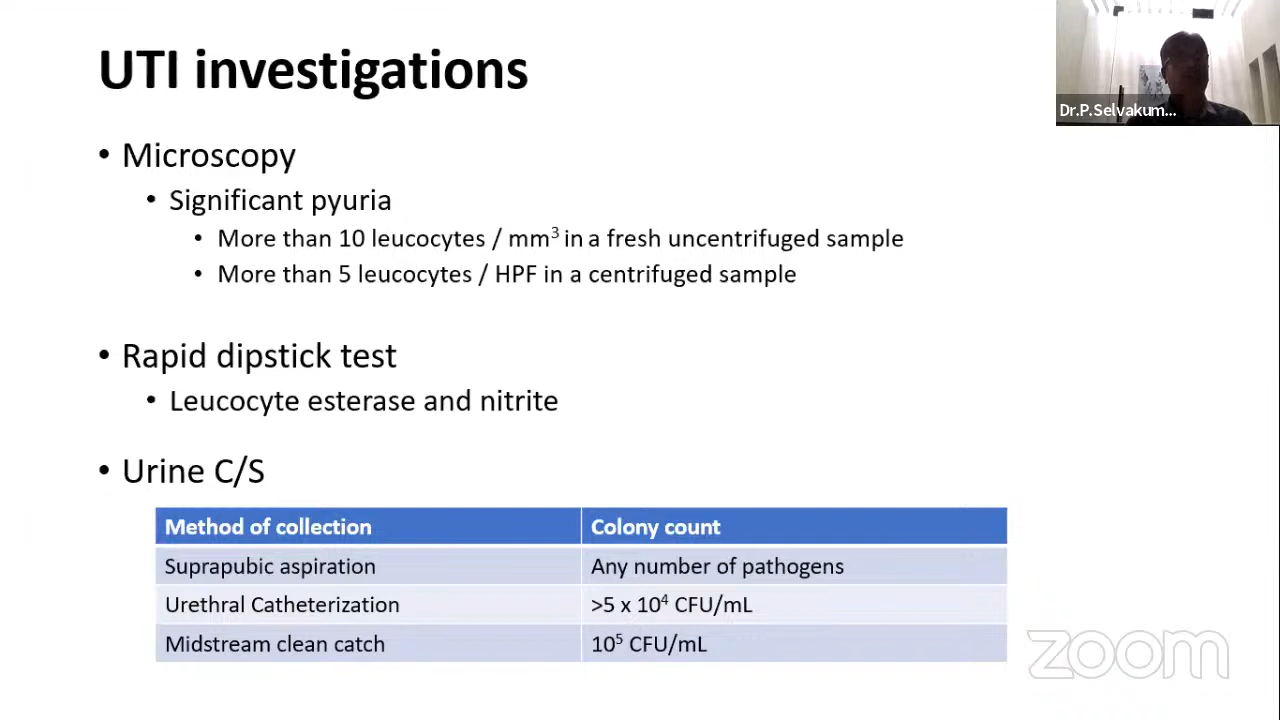 UTI investigations
Dr.P.Selvakum...
• Microscopy
• Significant pyuria
• More than 10 leucocytes / mm³ in a fresh uncentrifuged sample
• More than 5 leucocytes / HPF in a centrifuged sample
• Rapid dipstick test
• Leucocyte esterase and nitrite
• Urine C/S
Method of collection Colony count
Suprapubic aspiration Any number of pathogens
Urethral Catheterization >5 x 10⁴ CFU/mL
Midstream clean catch 10⁵ CFU/mL
zoom